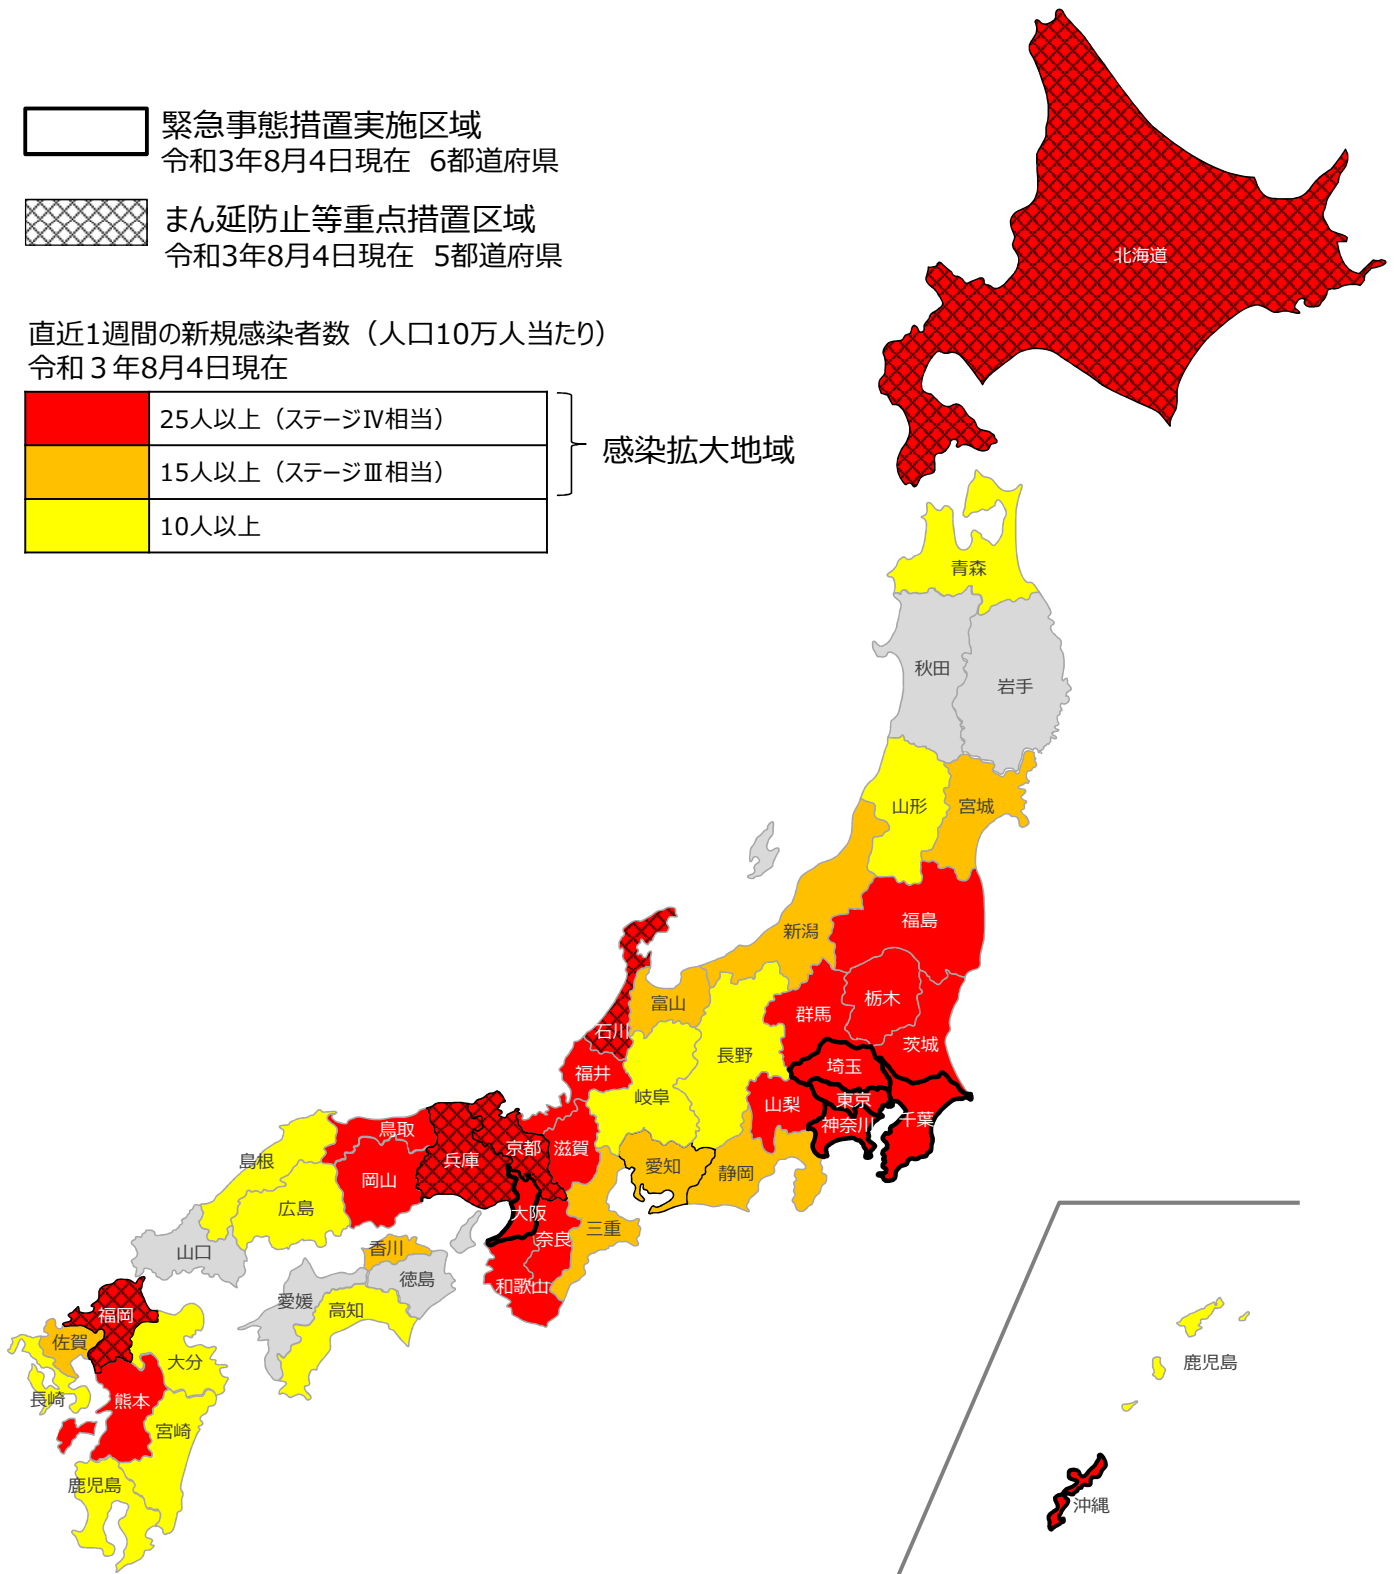 緊急事態措置実施区域
令和3年8月4日現在 6都道府県
まん延防止等重点措置区域
令和3年8月4日現在 5都道府県
直近1週間の新規感染者数（人口10万人当たり）
令和３年8月4日現在
25人以上（ステージⅣ相当）
15人以上（ステージⅢ相当）
感染拡大地域
10人以上
北海道
青森
秋田
岩手
山形
宮城
新潟
福島
栃木
群馬
茨城
富山
石川
長野
埼玉
福井
岐阜
山梨
東京
神奈川
千葉
鳥取
京都
滋賀
島根
兵庫
愛知
静岡
岡山
広島
大阪
奈良
三重
山口
香川
徳島
和歌山
愛媛
高知
福岡
佐賀
大分
長崎
熊本
宮崎
鹿児島
鹿児島
沖縄